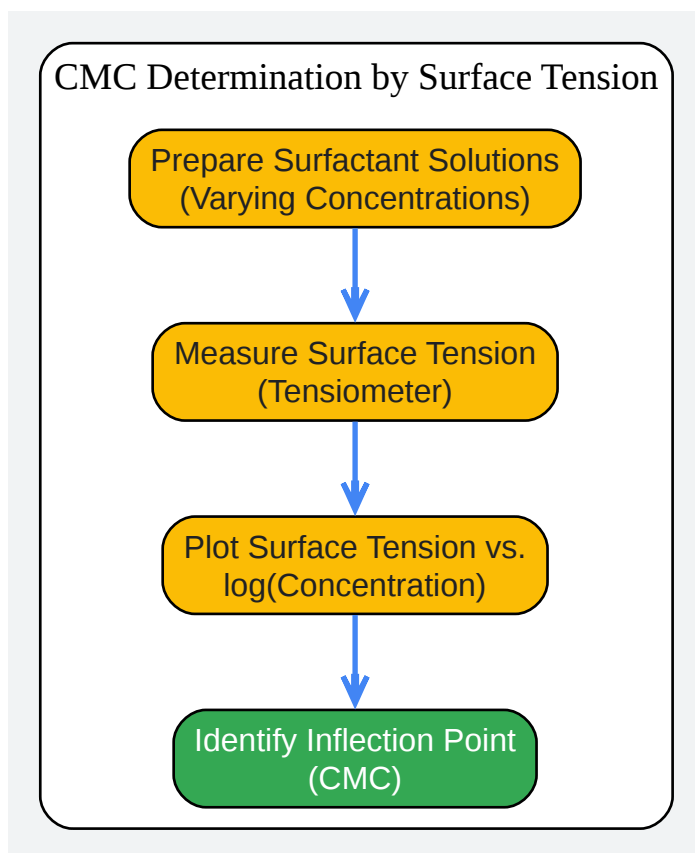 CMC Determination by Surface Tension
Prepare Surfactant Solutions
(Varying Concentrations)
Measure Surface Tension
(Tensiometer)
Plot Surface Tension vs.
log(Concentration)
Identify Inflection Point
(CMC)